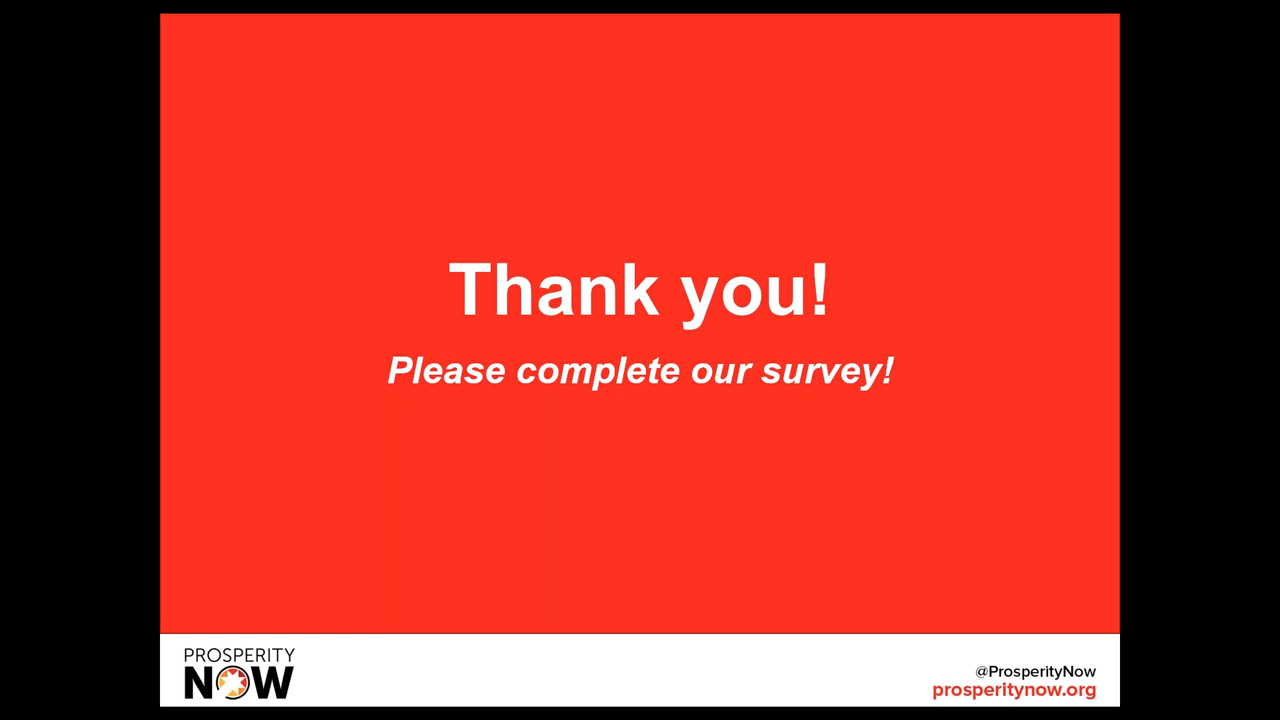 Thank you!
Please complete our survey!
PROSPERITY
NOW
@ProsperityNow
prosperitynow.org